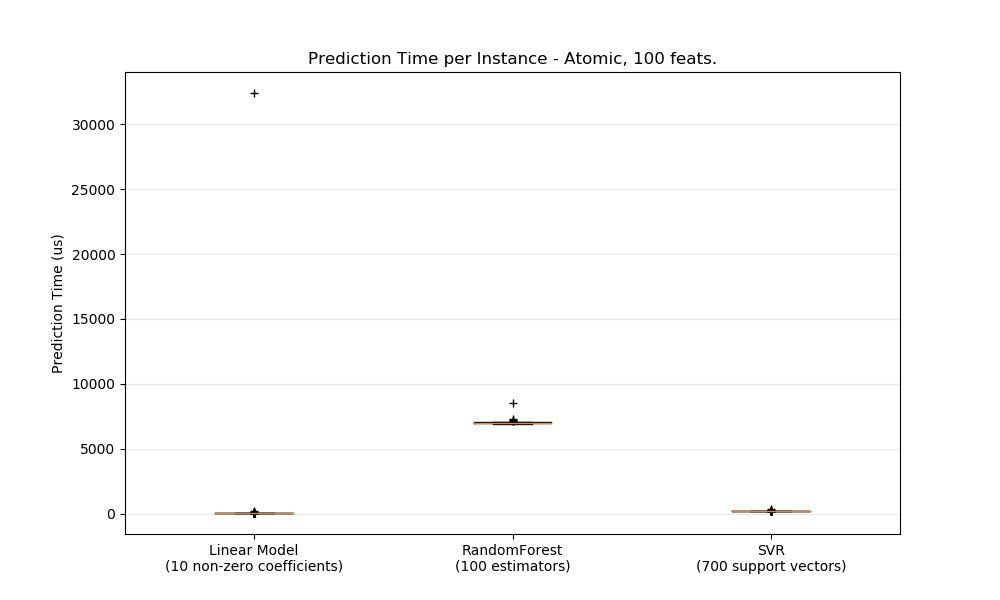 Prediction Time per Instance - Atomic, 100 feats.
Prediction Time (us)
30000
25000
20000
15000
10000
5000
0
Linear Model
(10 non-zero coefficients)
RandomForest
(100 estimators)
SVR
(700 support vectors)